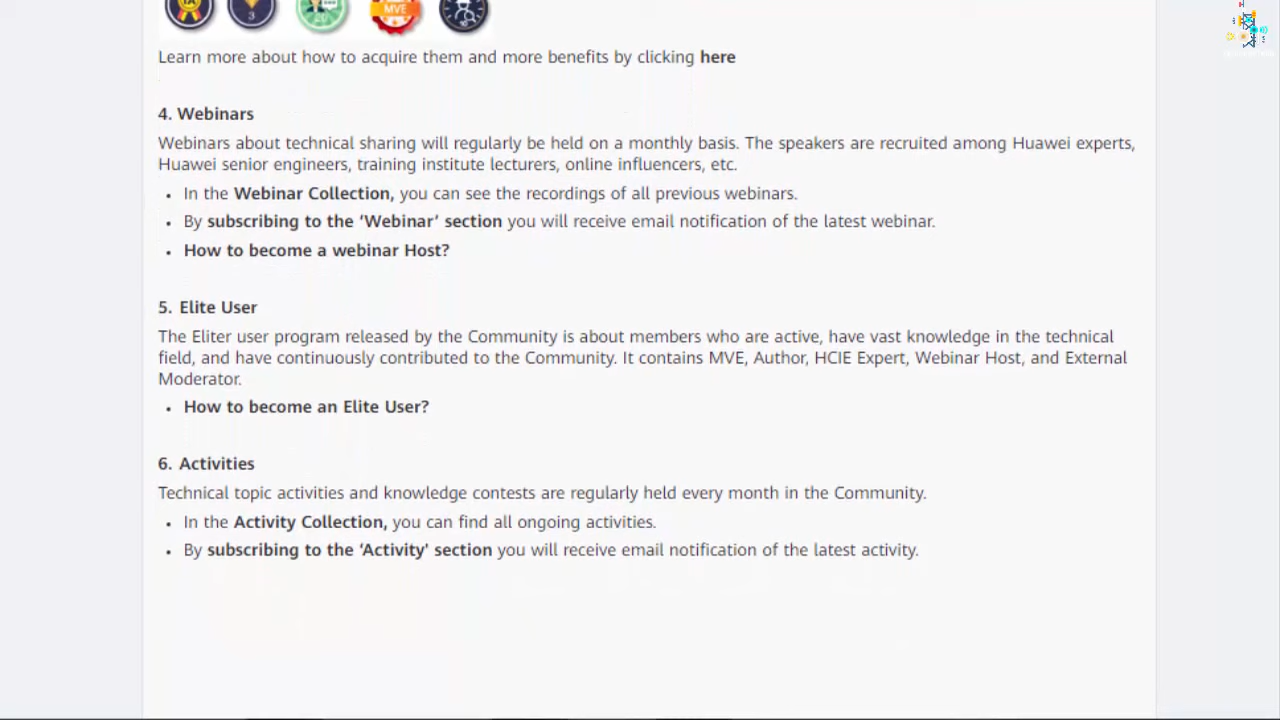 1A
3
20
MVE
Learn more about how to acquire them and more benefits by clicking here
4. Webinars
Webinars about technical sharing will regularly be held on a monthly basis. The speakers are recruited among Huawei experts,
Huawei senior engineers, training institute lecturers, online influencers, etc.
• In the Webinar Collection, you can see the recordings of all previous webinars.
• By subscribing to the ‘Webinar’ section you will receive email notification of the latest webinar.
• How to become a webinar Host?
5. Elite User
The Eliter user program released by the Community is about members who are active, have vast knowledge in the technical
field, and have continuously contributed to the Community. It contains MVE, Author, HCIE Expert, Webinar Host, and External
Moderator.
• How to become an Elite User?
6. Activities
Technical topic activities and knowledge contests are regularly held every month in the Community.
• In the Activity Collection, you can find all ongoing activities.
• By subscribing to the ‘Activity’ section you will receive email notification of the latest activity.